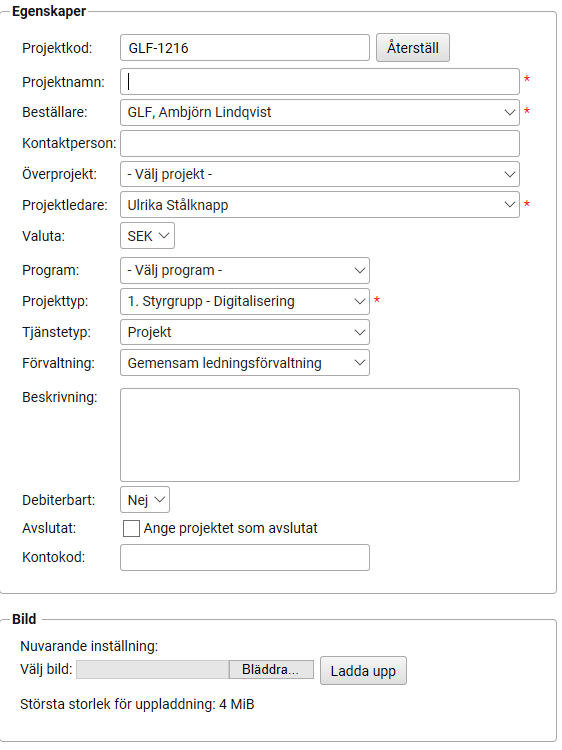 Egenskaper
Projektkod: GLF-1216 Återställ
Projektnamn: *
Beställare: GLF, Ambjörn Lindqvist *
Kontaktperson:
Överprojekt: - Välj projekt -
Projektledare: Ulrika Stålknapp *
Valuta: SEK
Program: - Välj program -
Projekttyp: 1. Styrgrupp - Digitalisering *
Tjänstetyp: Projekt
Förvaltning: Gemensam ledningsförvaltning
Beskrivning:
Debiterbart: Nej
Avslutat: Ange projektet som avslutat
Kontokod:
Bild
Nuvarande inställning:
Välj bild: Bläddra... Ladda upp
Största storlek för uppladdning: 4 MiB